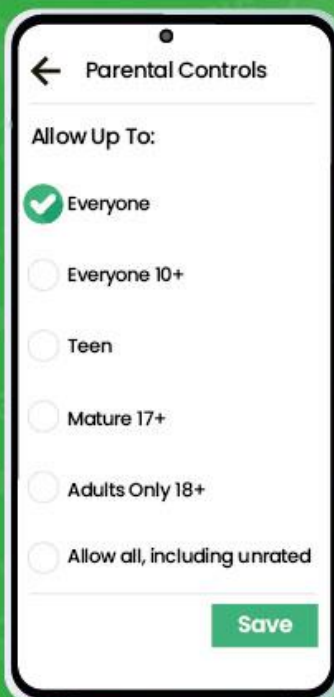 Parental Controls
Allow Up To:
Everyone
Everyone 10+
Teen
Mature 17+
Adults Only 18+
Allow all, including unrated
Save